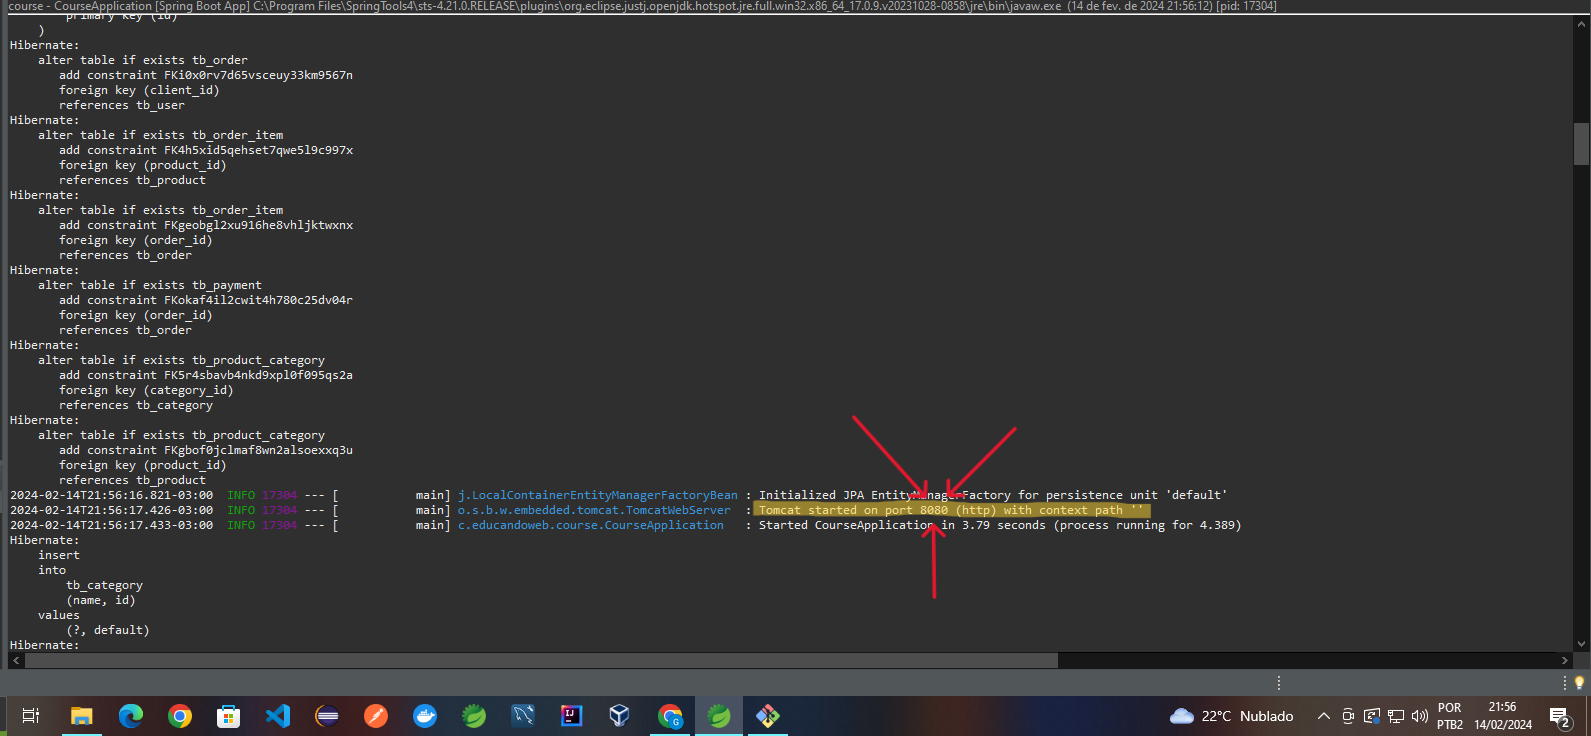 course - CourseApplication [Spring Boot App] C:\Program Files\SpringTools4\sts-4.21.0.RELEASE\plugins\org.eclipse.justj.openjdk.hotspot.jre.full.win32.x86_64_17.0.9.v20231028-0858\jre\bin\javaw.exe (14 de fev. de 2024 21:56:12) [pid: 17304]
primary key (id)
)
Hibernate:
alter table if exists tb_order
add constraint FKi0x0rv7d65vsceuy33km9567n
foreign key (client_id)
references tb_user
Hibernate:
alter table if exists tb_order_item
add constraint FK4h5xid5qehset7qwe5l9c997x
foreign key (product_id)
references tb_product
Hibernate:
alter table if exists tb_order_item
add constraint FKgeobgl2xu916he8vhljktwxnx
foreign key (order_id)
references tb_order
Hibernate:
alter table if exists tb_payment
add constraint FKokaf4il2cwit4h780c25dv04r
foreign key (order_id)
references tb_order
Hibernate:
alter table if exists tb_product_category
add constraint FK5r4sbavb4nkd9xpl0f095qs2a
foreign key (category_id)
references tb_category
Hibernate:
alter table if exists tb_product_category
add constraint FKgbof0jclmaf8wn2alsoexxq3u
foreign key (product_id)
references tb_product
2024-02-14T21:56:16.821-03:00 INFO 17304 --- [ main] j.LocalContainerEntityManagerFactoryBean : Initialized JPA EntityManagerFactory for persistence unit 'default'
2024-02-14T21:56:17.426-03:00 INFO 17304 --- [ main] o.s.b.w.embedded.tomcat.TomcatWebServer : Tomcat started on port 8080 (http) with context path ''
2024-02-14T21:56:17.433-03:00 INFO 17304 --- [ main] c.educandoweb.course.CourseApplication : Started CourseApplication in 3.79 seconds (process running for 4.389)
Hibernate:
insert
into
tb_category
(name, id)
values
(?, default)
Hibernate:
22°C Nublado
POR
PTB2
21:56
14/02/2024
2